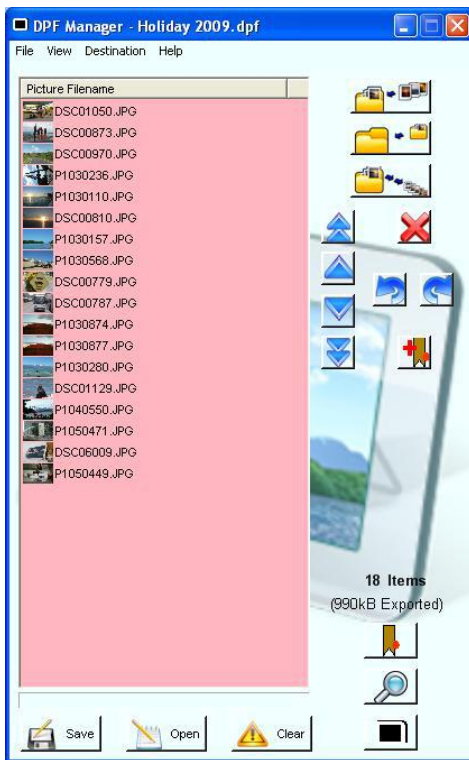 DPF Manager - Holiday 2009.dpf
File View Destination Help
Picture Filename
DSC01050.JPG
DSC00873.JPG
DSC00970.JPG
P1030236.JPG
P1030110.JPG
DSC00810.JPG
P1030157.JPG
P1030568.JPG
DSC00779.JPG
DSC00787.JPG
P1030874.JPG
P1030877.JPG
P1030280.JPG
DSC01129.JPG
P1040550.JPG
P1050471.JPG
DSC06009.JPG
P1050449.JPG
18 Items
(990kB Exported)
Save Open Clear